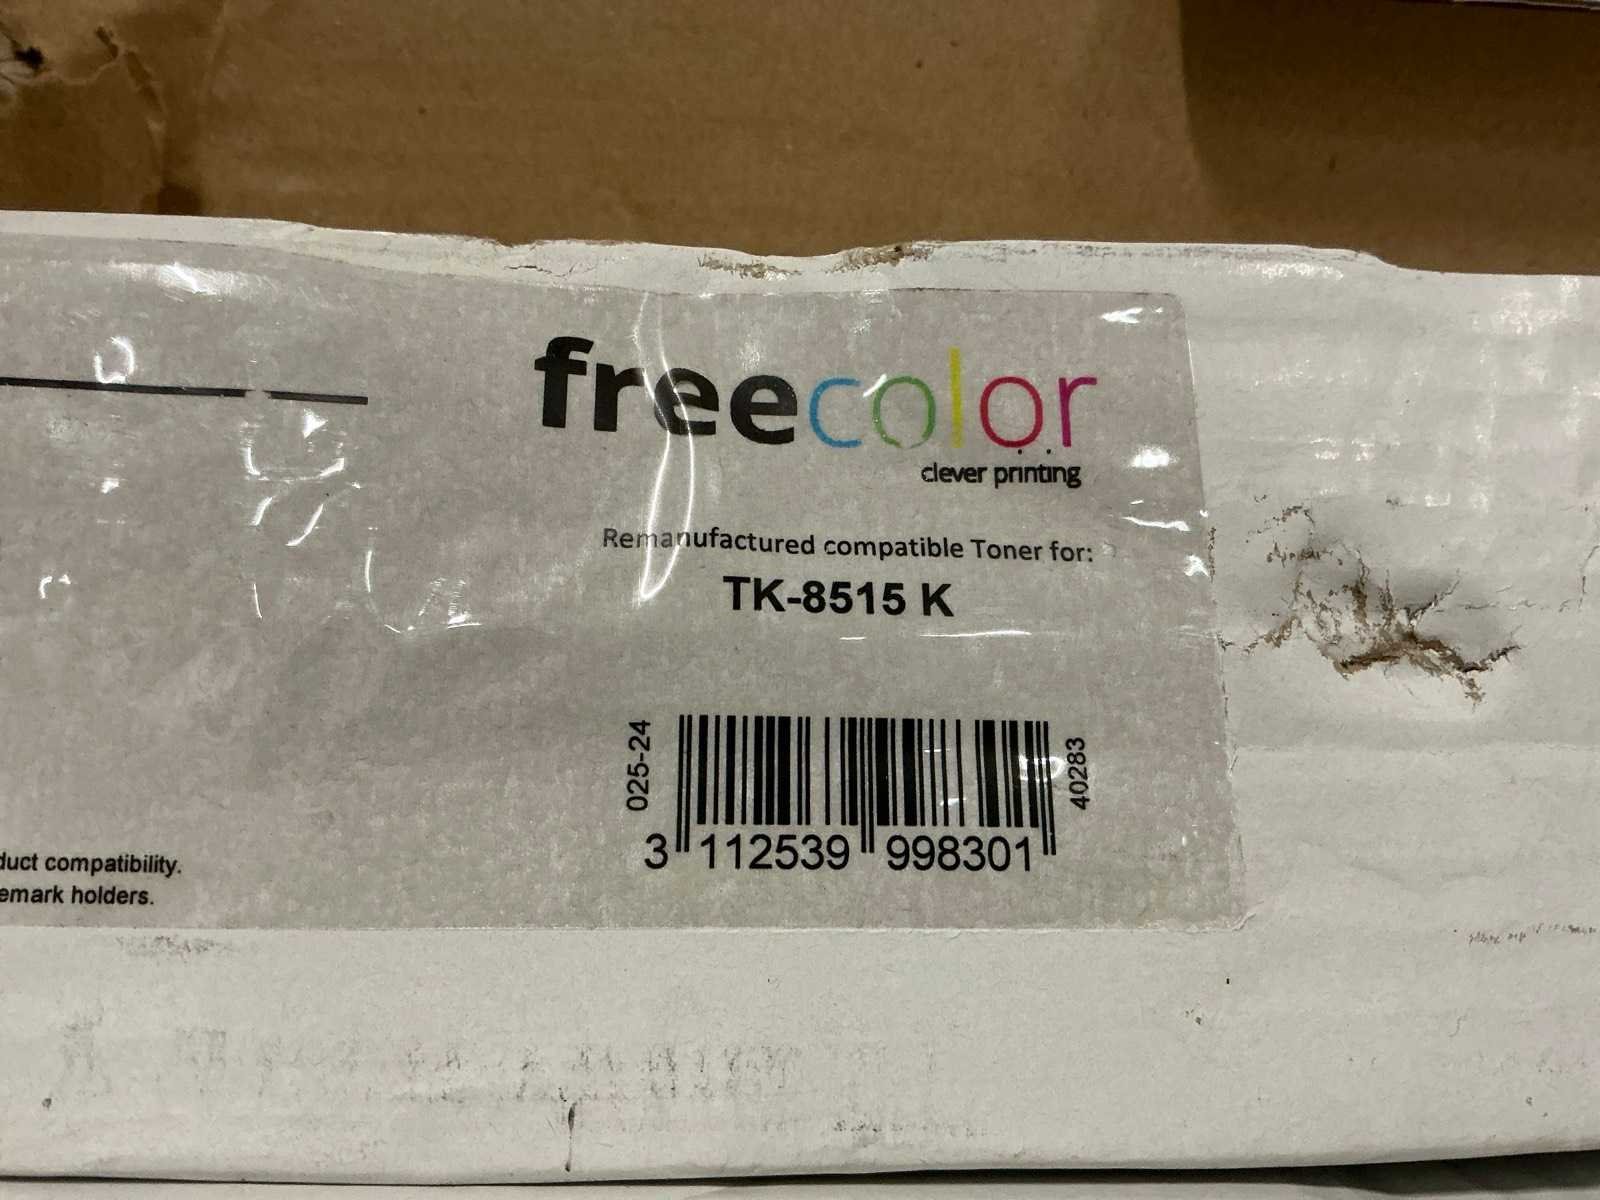 freecolor
clever printing
Remanufactured compatible Toner for:
TK-8515 K
025-24
40283
3 112539 998301
duct compatibility.
emark holders.